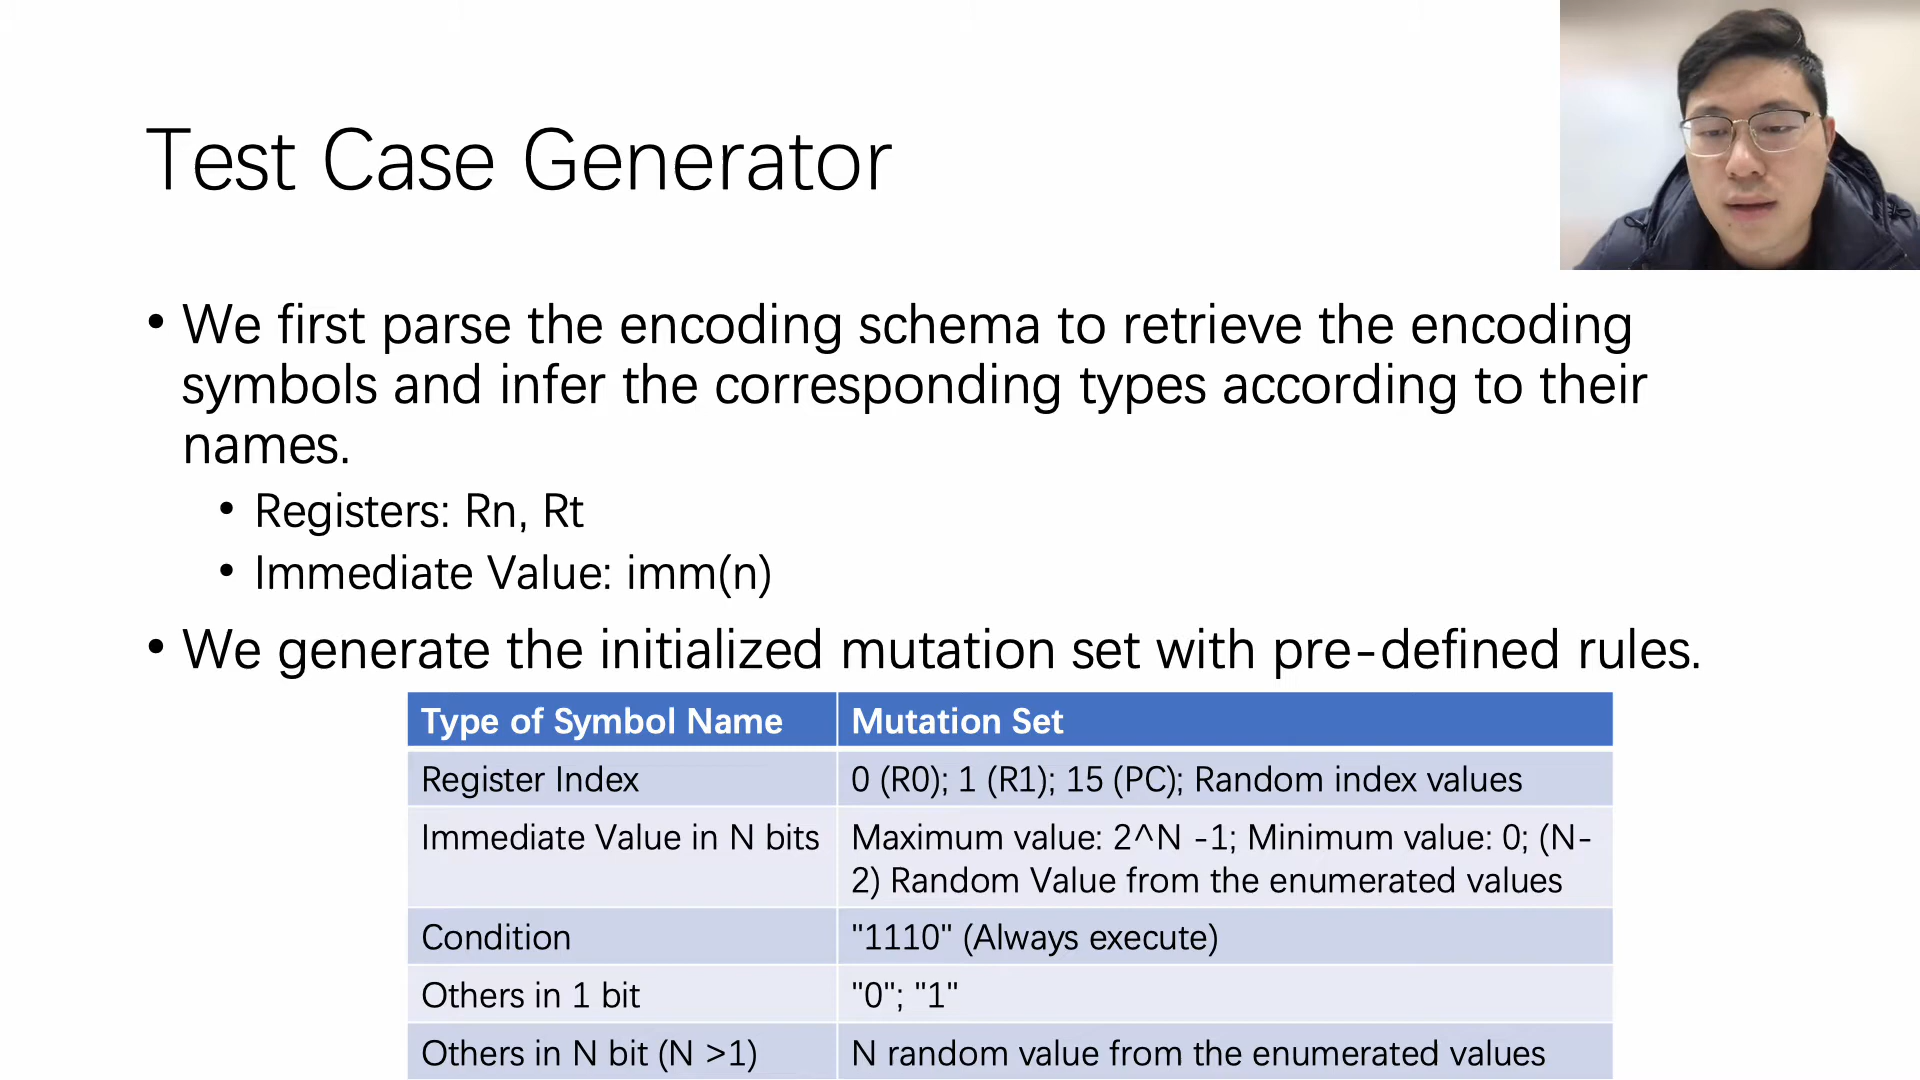 Test Case Generator
• We first parse the encoding schema to retrieve the encoding
symbols and infer the corresponding types according to their
names.
• Registers: Rn, Rt
• Immediate Value: imm(n)
• We generate the initialized mutation set with pre-defined rules.
Type of Symbol Name Mutation Set
Register Index 0 (R0); 1 (R1); 15 (PC); Random index values
Immediate Value in N bits Maximum value: 2^N -1; Minimum value: 0; (N-
2) Random Value from the enumerated values
Condition "1110" (Always execute)
Others in 1 bit "0"; "1"
Others in N bit (N >1) N random value from the enumerated values